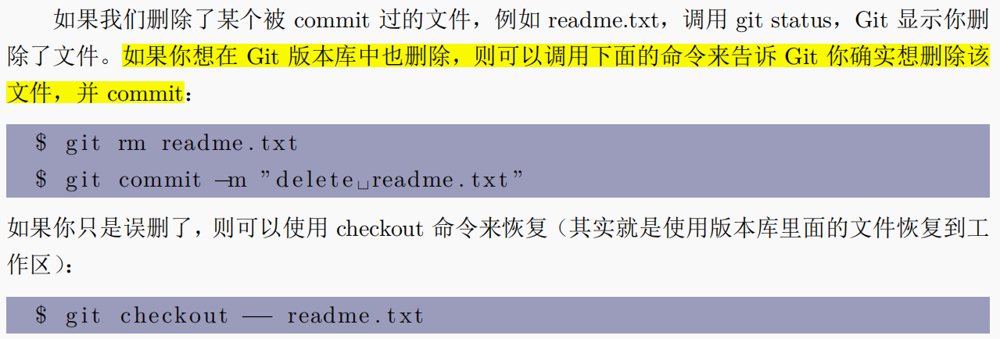 如果我们删除了某个被 commit 过的文件，例如 readme.txt，调用 git status，Git 显示你删
除了文件。如果你想在 Git 版本库中也删除，则可以调用下面的命令来告诉 Git 你确实想删除该
文件，并 commit：
$ git rm readme.txt
$ git commit -m ”delete␣readme.txt”
如果你只是误删了，则可以使用 checkout 命令来恢复（其实就是使用版本库里面的文件恢复到工
作区）：
$ git checkout -- readme.txt